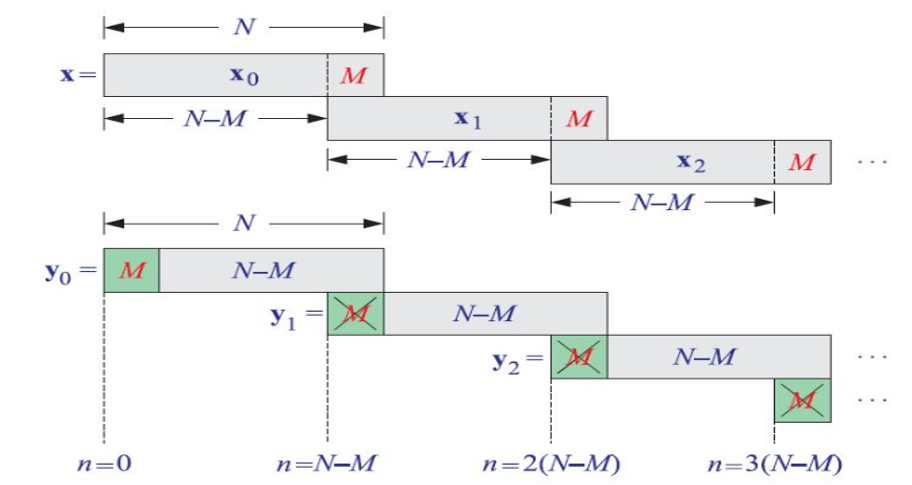 N
x = x₀ M
N–M x₁ M
N–M x₂ M ...
N–M
N
y₀ = M N–M
y₁ = M N–M
y₂ = M N–M ...
M ...
n=0 n=N–M n=2(N–M) n=3(N–M)